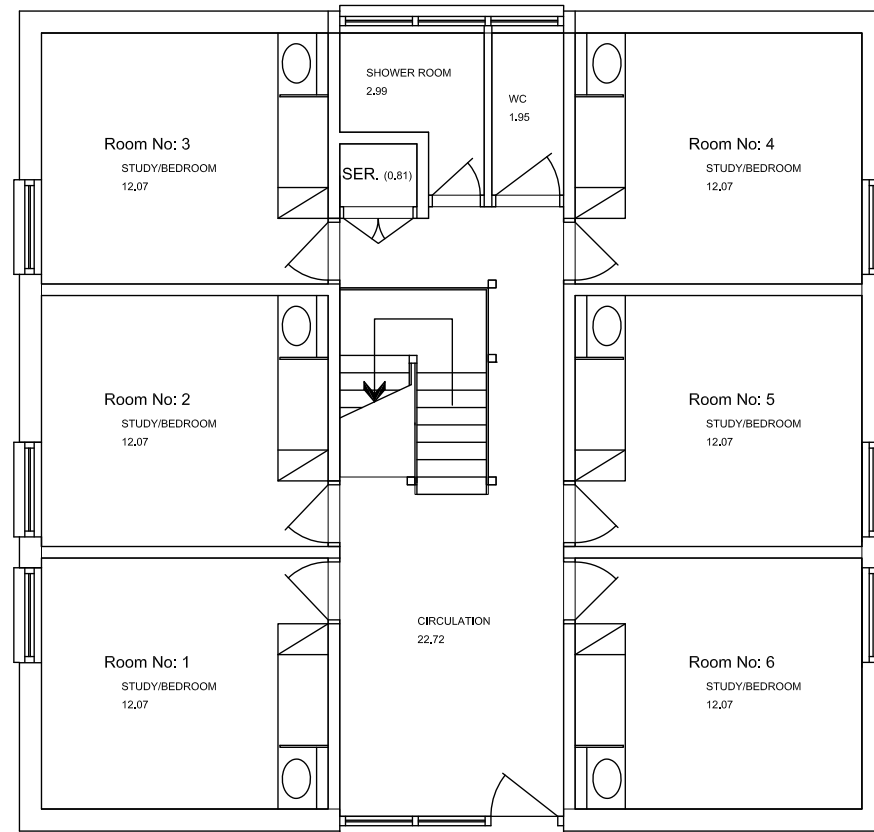 SHOWER ROOM
2.99
WC
1.95
Room No: 3
STUDY/BEDROOM
12.07
SER. (0.81)
Room No: 4
STUDY/BEDROOM
12.07
Room No: 2
STUDY/BEDROOM
12.07
Room No: 5
STUDY/BEDROOM
12.07
CIRCULATION
22.72
Room No: 1
STUDY/BEDROOM
12.07
Room No: 6
STUDY/BEDROOM
12.07